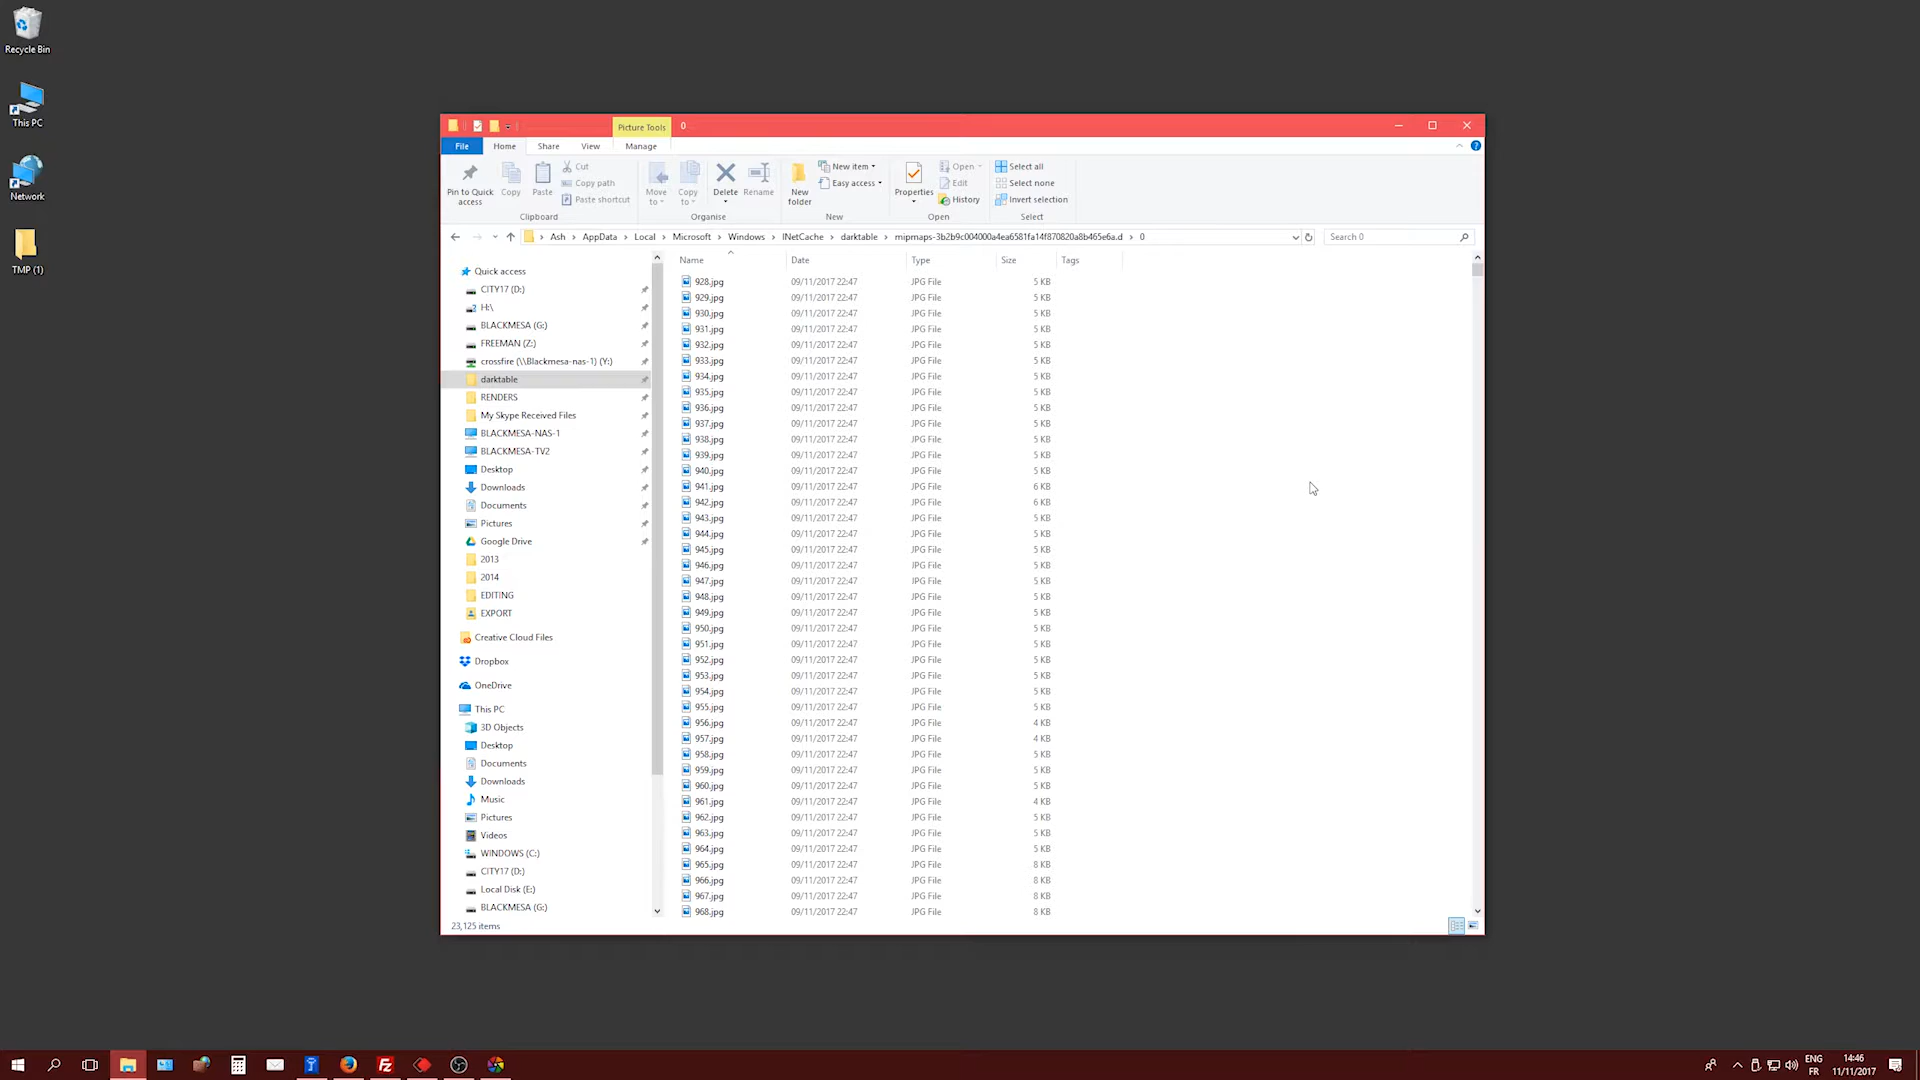 Recycle Bin
This PC
Network
TMP (1)
Picture Tools 0
File Home Share View Manage
Pin to Quick access
Copy
Paste
Cut
Copy path
Paste shortcut
Clipboard
Move to
Copy to
Delete
Rename
Organise
New folder
New item
Easy access
New
Properties
Open
Edit
History
Open
Select all
Select none
Invert selection
Select
Ash AppData Local Microsoft Windows INetCache darktable mipmaps-3b2b9c004000a4ea6581fa14f870820a8b465e6a.d 0
Search 0
Quick access
CITY17 (D:)
H:\
BLACKMESA (G:)
FREEMAN (Z:)
crossfire (\\Blackmesa-nas-1) (Y:)
darktable
RENDERS
My Skype Received Files
BLACKMESA-NAS-1
BLACKMESA-TV2
Desktop
Downloads
Documents
Pictures
Google Drive
2013
2014
EDITING
EXPORT
Creative Cloud Files
Dropbox
OneDrive
This PC
3D Objects
Desktop
Documents
Downloads
Music
Pictures
Videos
WINDOWS (C:)
CITY17 (D:)
Local Disk (E:)
BLACKMESA (G:)
Name Date Type Size Tags
928.jpg 09/11/2017 22:47 JPG File 5 KB
929.jpg 09/11/2017 22:47 JPG File 5 KB
930.jpg 09/11/2017 22:47 JPG File 5 KB
931.jpg 09/11/2017 22:47 JPG File 5 KB
932.jpg 09/11/2017 22:47 JPG File 5 KB
933.jpg 09/11/2017 22:47 JPG File 5 KB
934.jpg 09/11/2017 22:47 JPG File 5 KB
935.jpg 09/11/2017 22:47 JPG File 5 KB
936.jpg 09/11/2017 22:47 JPG File 5 KB
937.jpg 09/11/2017 22:47 JPG File 5 KB
938.jpg 09/11/2017 22:47 JPG File 5 KB
939.jpg 09/11/2017 22:47 JPG File 5 KB
940.jpg 09/11/2017 22:47 JPG File 5 KB
941.jpg 09/11/2017 22:47 JPG File 6 KB
942.jpg 09/11/2017 22:47 JPG File 6 KB
943.jpg 09/11/2017 22:47 JPG File 5 KB
944.jpg 09/11/2017 22:47 JPG File 5 KB
945.jpg 09/11/2017 22:47 JPG File 5 KB
946.jpg 09/11/2017 22:47 JPG File 5 KB
947.jpg 09/11/2017 22:47 JPG File 5 KB
948.jpg 09/11/2017 22:47 JPG File 5 KB
949.jpg 09/11/2017 22:47 JPG File 5 KB
950.jpg 09/11/2017 22:47 JPG File 5 KB
951.jpg 09/11/2017 22:47 JPG File 5 KB
952.jpg 09/11/2017 22:47 JPG File 5 KB
953.jpg 09/11/2017 22:47 JPG File 5 KB
954.jpg 09/11/2017 22:47 JPG File 5 KB
955.jpg 09/11/2017 22:47 JPG File 5 KB
956.jpg 09/11/2017 22:47 JPG File 4 KB
957.jpg 09/11/2017 22:47 JPG File 4 KB
958.jpg 09/11/2017 22:47 JPG File 5 KB
959.jpg 09/11/2017 22:47 JPG File 5 KB
960.jpg 09/11/2017 22:47 JPG File 5 KB
961.jpg 09/11/2017 22:47 JPG File 4 KB
962.jpg 09/11/2017 22:47 JPG File 5 KB
963.jpg 09/11/2017 22:47 JPG File 5 KB
964.jpg 09/11/2017 22:47 JPG File 5 KB
965.jpg 09/11/2017 22:47 JPG File 8 KB
966.jpg 09/11/2017 22:47 JPG File 8 KB
967.jpg 09/11/2017 22:47 JPG File 8 KB
968.jpg 09/11/2017 22:47 JPG File 8 KB
23,125 items
ENG
FR
14:46
11/11/2017